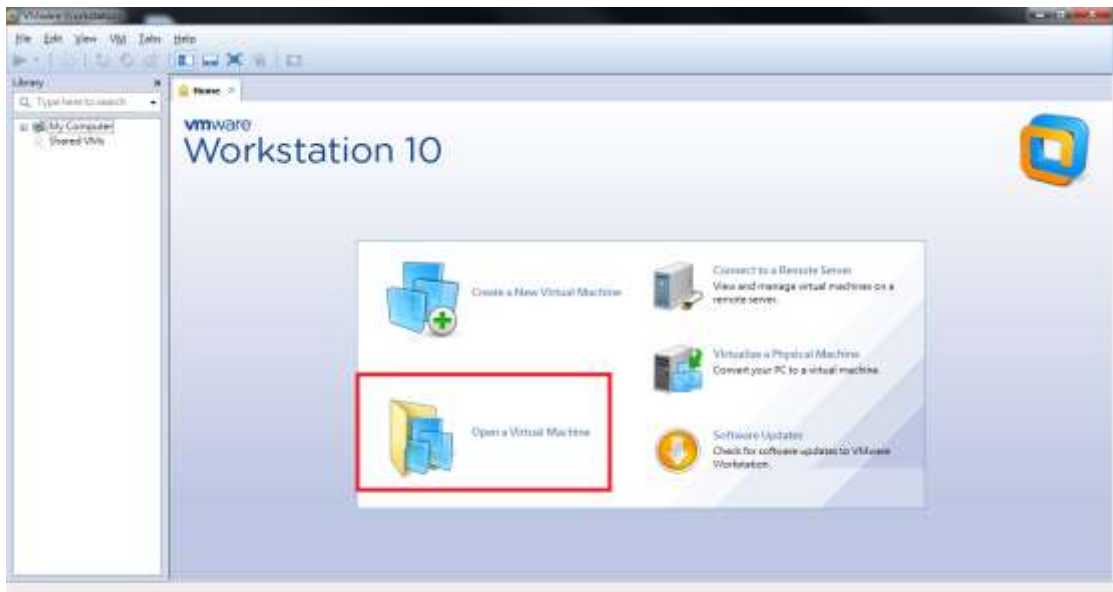 VMware Workstation
File Edit View VM Tabs Help
Library
Home
Type here to search
My Computer
Shared VMs
vmware
Workstation 10
Create a New Virtual Machine
Connect to a Remote Server
View and manage virtual machines on a
remote server.
Virtualize a Physical Machine
Convert your PC to a virtual machine.
Open a Virtual Machine
Software Updates
Check for software updates to VMware
Workstation.